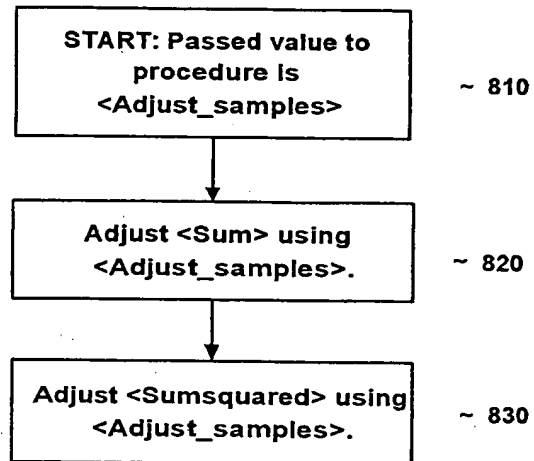 START: Passed value to
procedure is
<Adjust_samples>
~ 810
Adjust <Sum> using
<Adjust_samples>.
~ 820
Adjust <Sumsquared> using
<Adjust_samples>.
~ 830